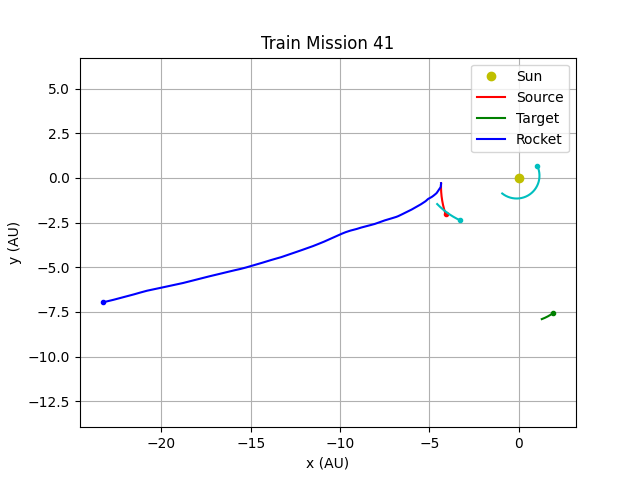 Train Mission 41
Sun
Source
Target
Rocket
5.0
2.5
0.0
−2.5
−5.0
−7.5
−10.0
−12.5
y (AU)
−20
−15
−10
−5
0
x (AU)